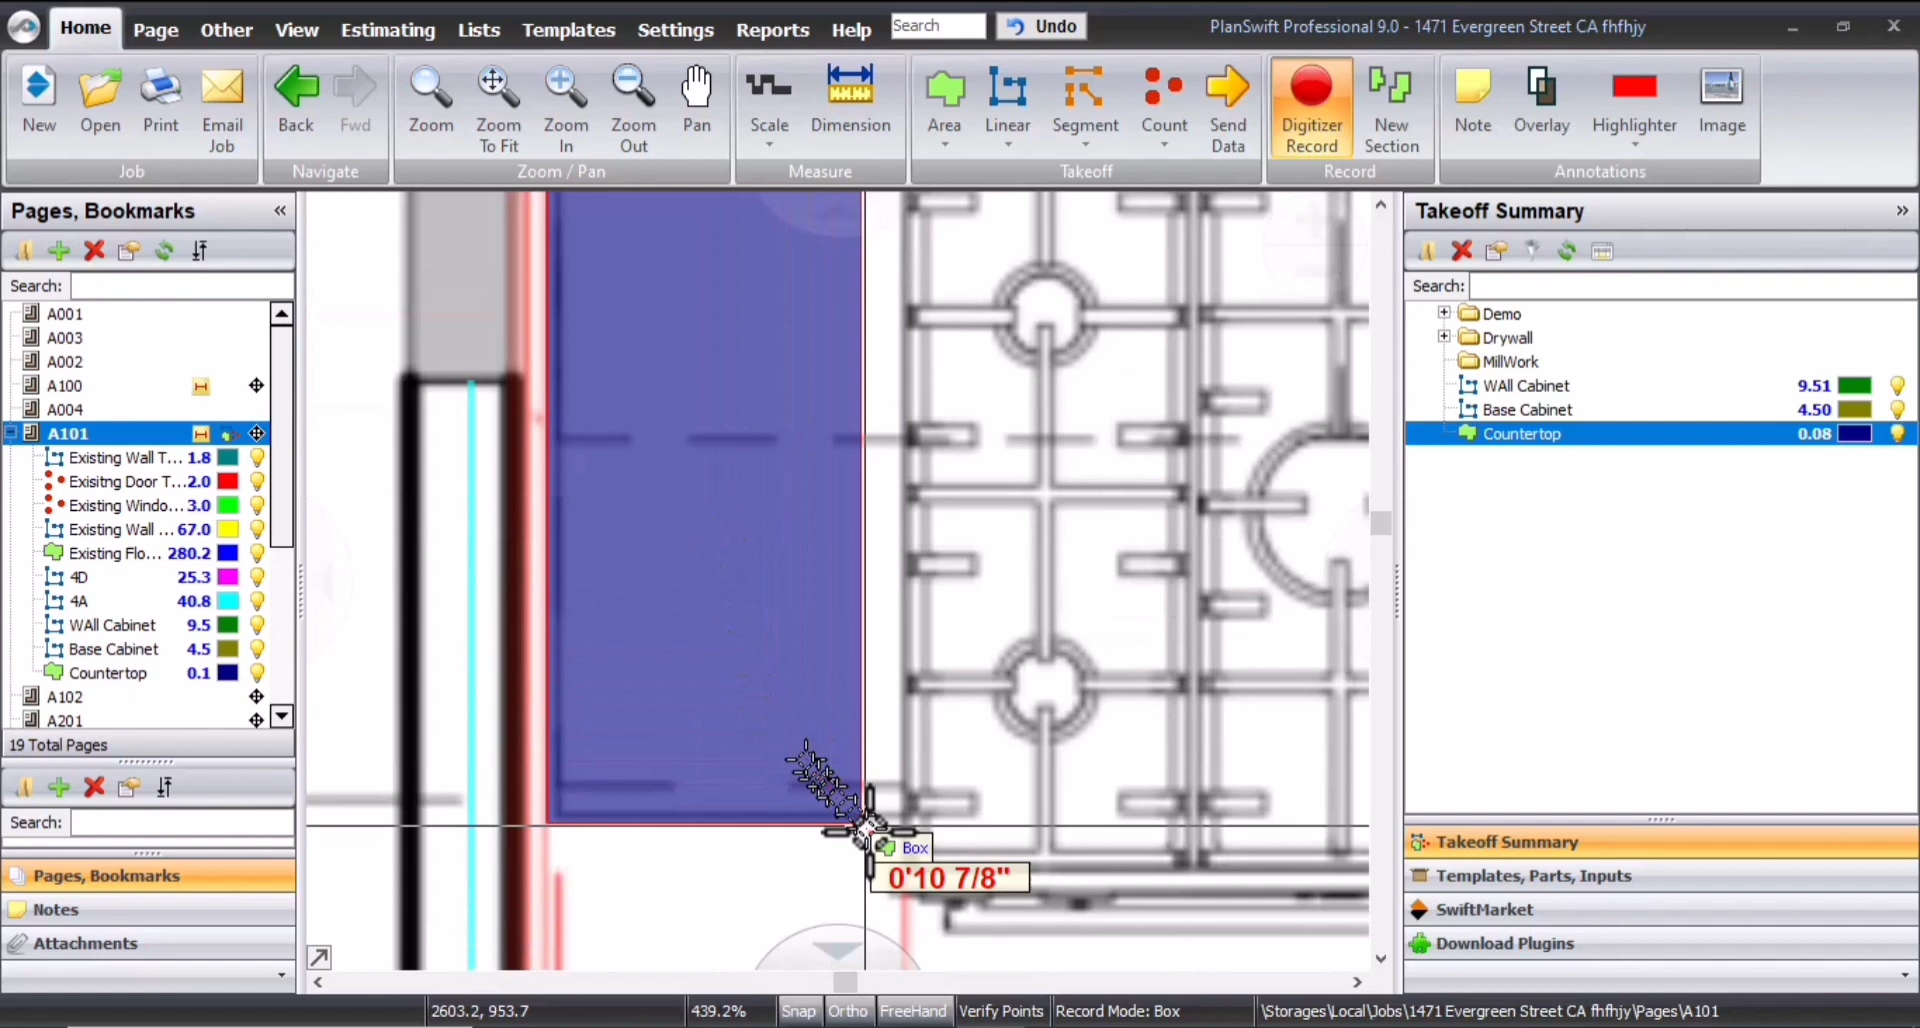 Home Page Other View Estimating Lists Templates Settings Reports Help Search Undo PlanSwift Professional 9.0 - 1471 Evergreen Street CA fhfhjy
New Open Print Email Job Back Fwd Zoom Zoom To Fit Zoom In Zoom Out Pan Scale Dimension Area Linear Segment Count Send Data Digitizer Record New Section Note Overlay Highlighter Image
Job Navigate Zoom / Pan Measure Takeoff Record Annotations
Pages, Bookmarks
Search:
A001
A003
A002
A100
A004
A101
Existing Wall T... 1.8
Exisitng Door T... 2.0
Existing Windo... 3.0
Existing Wall ... 67.0
Existing Flo... 280.2
4D 25.3
4A 40.8
WAll Cabinet 9.5
Base Cabinet 4.5
Countertop 0.1
A102
A201
19 Total Pages
Search:
Pages, Bookmarks
Notes
Attachments
Box
0'10 7/8"
Takeoff Summary
Search:
Demo
Drywall
MillWork
WAll Cabinet 9.51
Base Cabinet 4.50
Countertop 0.08
Takeoff Summary
Templates, Parts, Inputs
SwiftMarket
Download Plugins
2603.2, 953.7 439.2% Snap Ortho FreeHand Verify Points Record Mode: Box \Storages\Local\Jobs\1471 Evergreen Street CA fhfhjy\Pages\A101